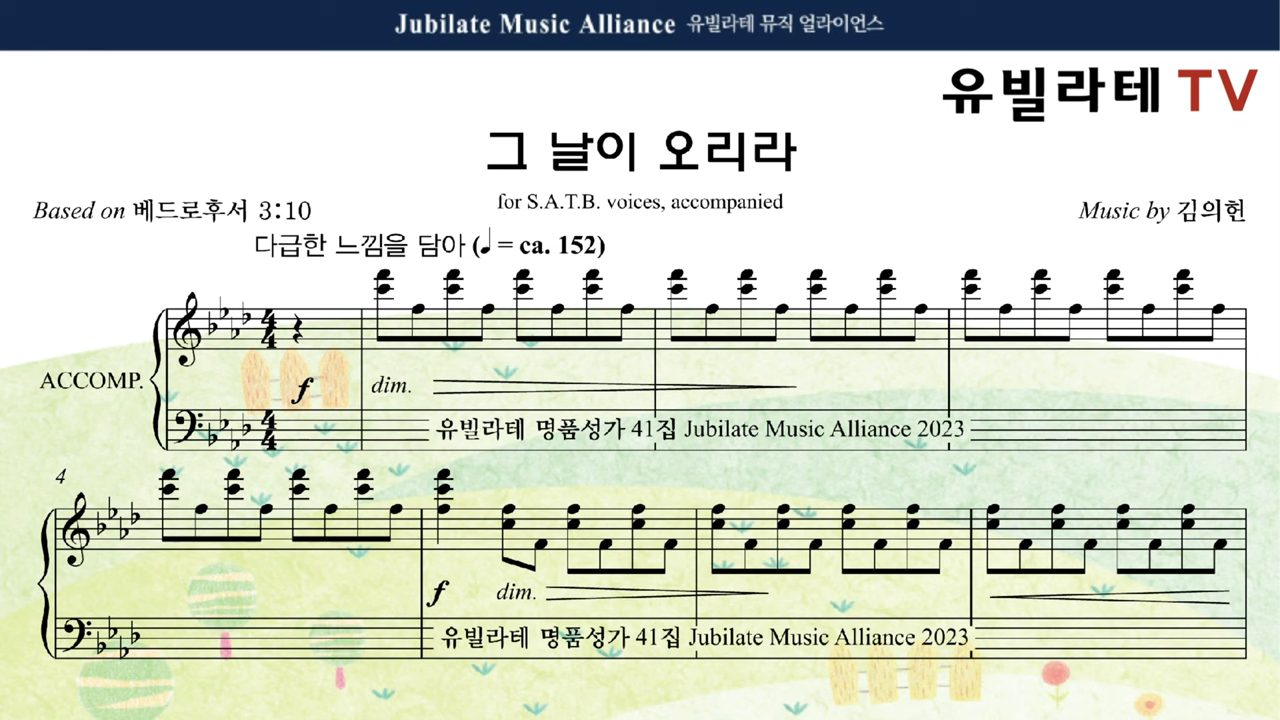 Jubilate Music Alliance 유빌라테 뮤직 얼라이언스
유빌라테 TV
그 날이 오리라
for S.A.T.B. voices, accompanied
Based on 베드로후서 3:10
Music by 김의헌
다급한 느낌을 담아 (♩ = ca. 152)
ACCOMP.
f dim.
유빌라테 명품성가 41집 Jubilate Music Alliance 2023
4
f dim.
유빌라테 명품성가 41집 Jubilate Music Alliance 2023